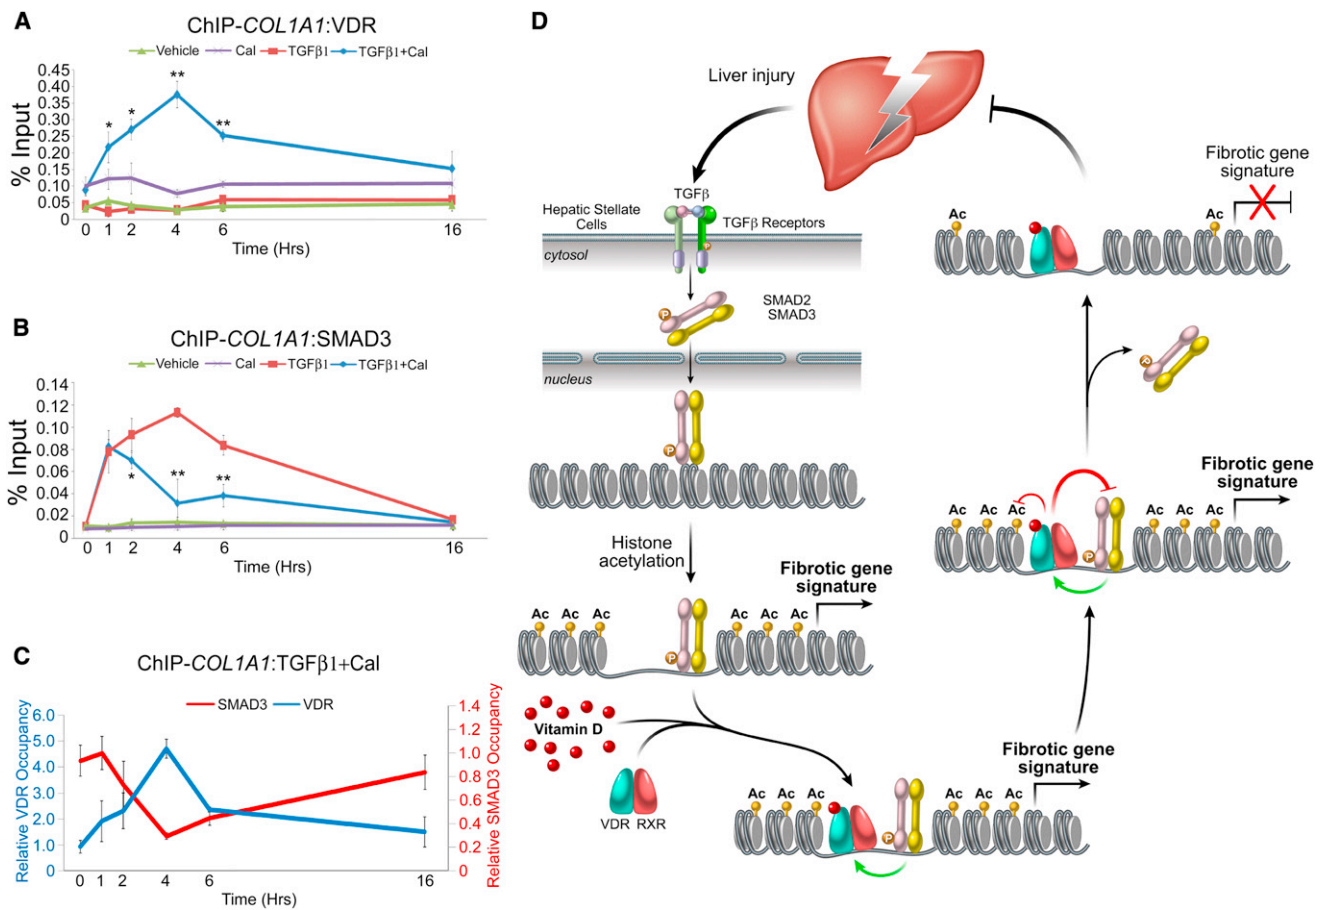 A
ChIP-COL1A1:VDR
Vehicle Cal TGFβ1 TGFβ1+Cal
% Input
0.45
0.40
0.35
0.30
0.25
0.20
0.15
0.10
0.05
0
* * ** **
0 1 2 4 6 16
Time (Hrs)
B
ChIP-COL1A1:SMAD3
Vehicle Cal TGFβ1 TGFβ1+Cal
% Input
0.14
0.12
0.10
0.08
0.06
0.04
0.02
0
* ** **
0 1 2 4 6 16
Time (Hrs)
C
ChIP-COL1A1:TGFβ1+Cal
SMAD3 VDR
Relative VDR Occupancy
6.0
5.0
4.0
3.0
2.0
1.0
0
Relative SMAD3 Occupancy
1.4
1.2
1.0
0.8
0.6
0.4
0.2
0
0 1 2 4 6 16
Time (Hrs)
D
Liver injury
TGFβ
Hepatic Stellate
Cells
TGFβ Receptors
P
cytosol
SMAD2
SMAD3
P
nucleus
P
Histone
acetylation
Fibrotic gene
signature
Ac Ac Ac Ac Ac Ac
P
Vitamin D
VDR RXR
Fibrotic gene
signature
Ac Ac Ac Ac Ac Ac
P
Fibrotic gene
signature
Ac Ac Ac Ac Ac Ac
P
P
Fibrotic gene
signature
Ac Ac